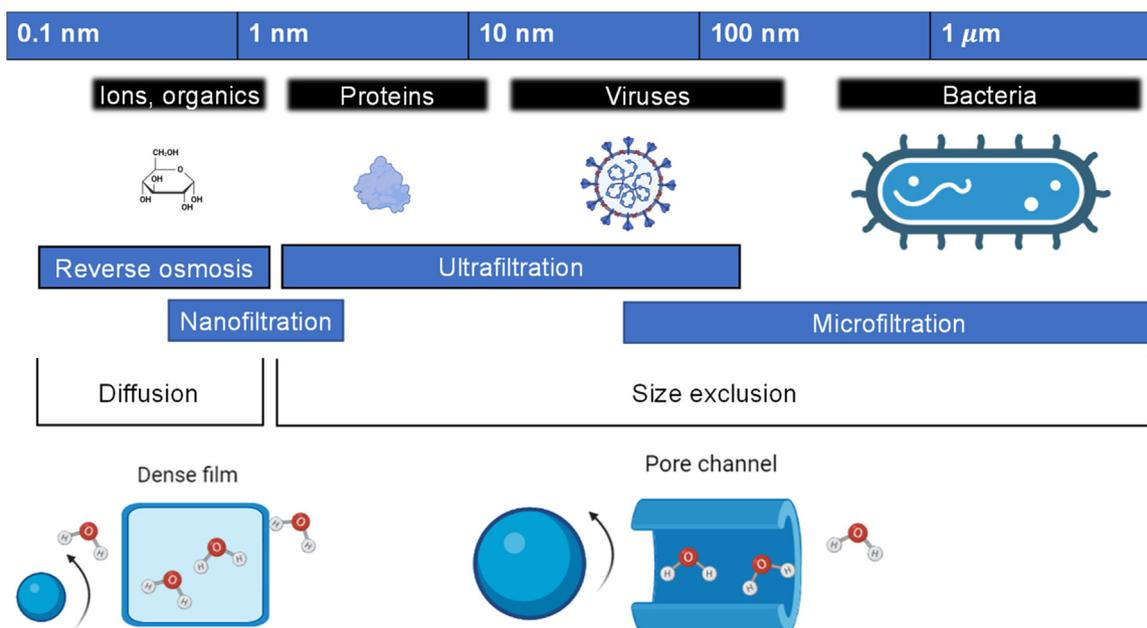 0.1 nm 1 nm 10 nm 100 nm 1 μm
Ions, organics Proteins Viruses Bacteria
CH₂OH
O
OH
OH OH
OH
Reverse osmosis Ultrafiltration
Nanofiltration Microfiltration
Diffusion Size exclusion
Dense film Pore channel
O H H
O H H
O H H
O H H
O H H
O H H
O H H